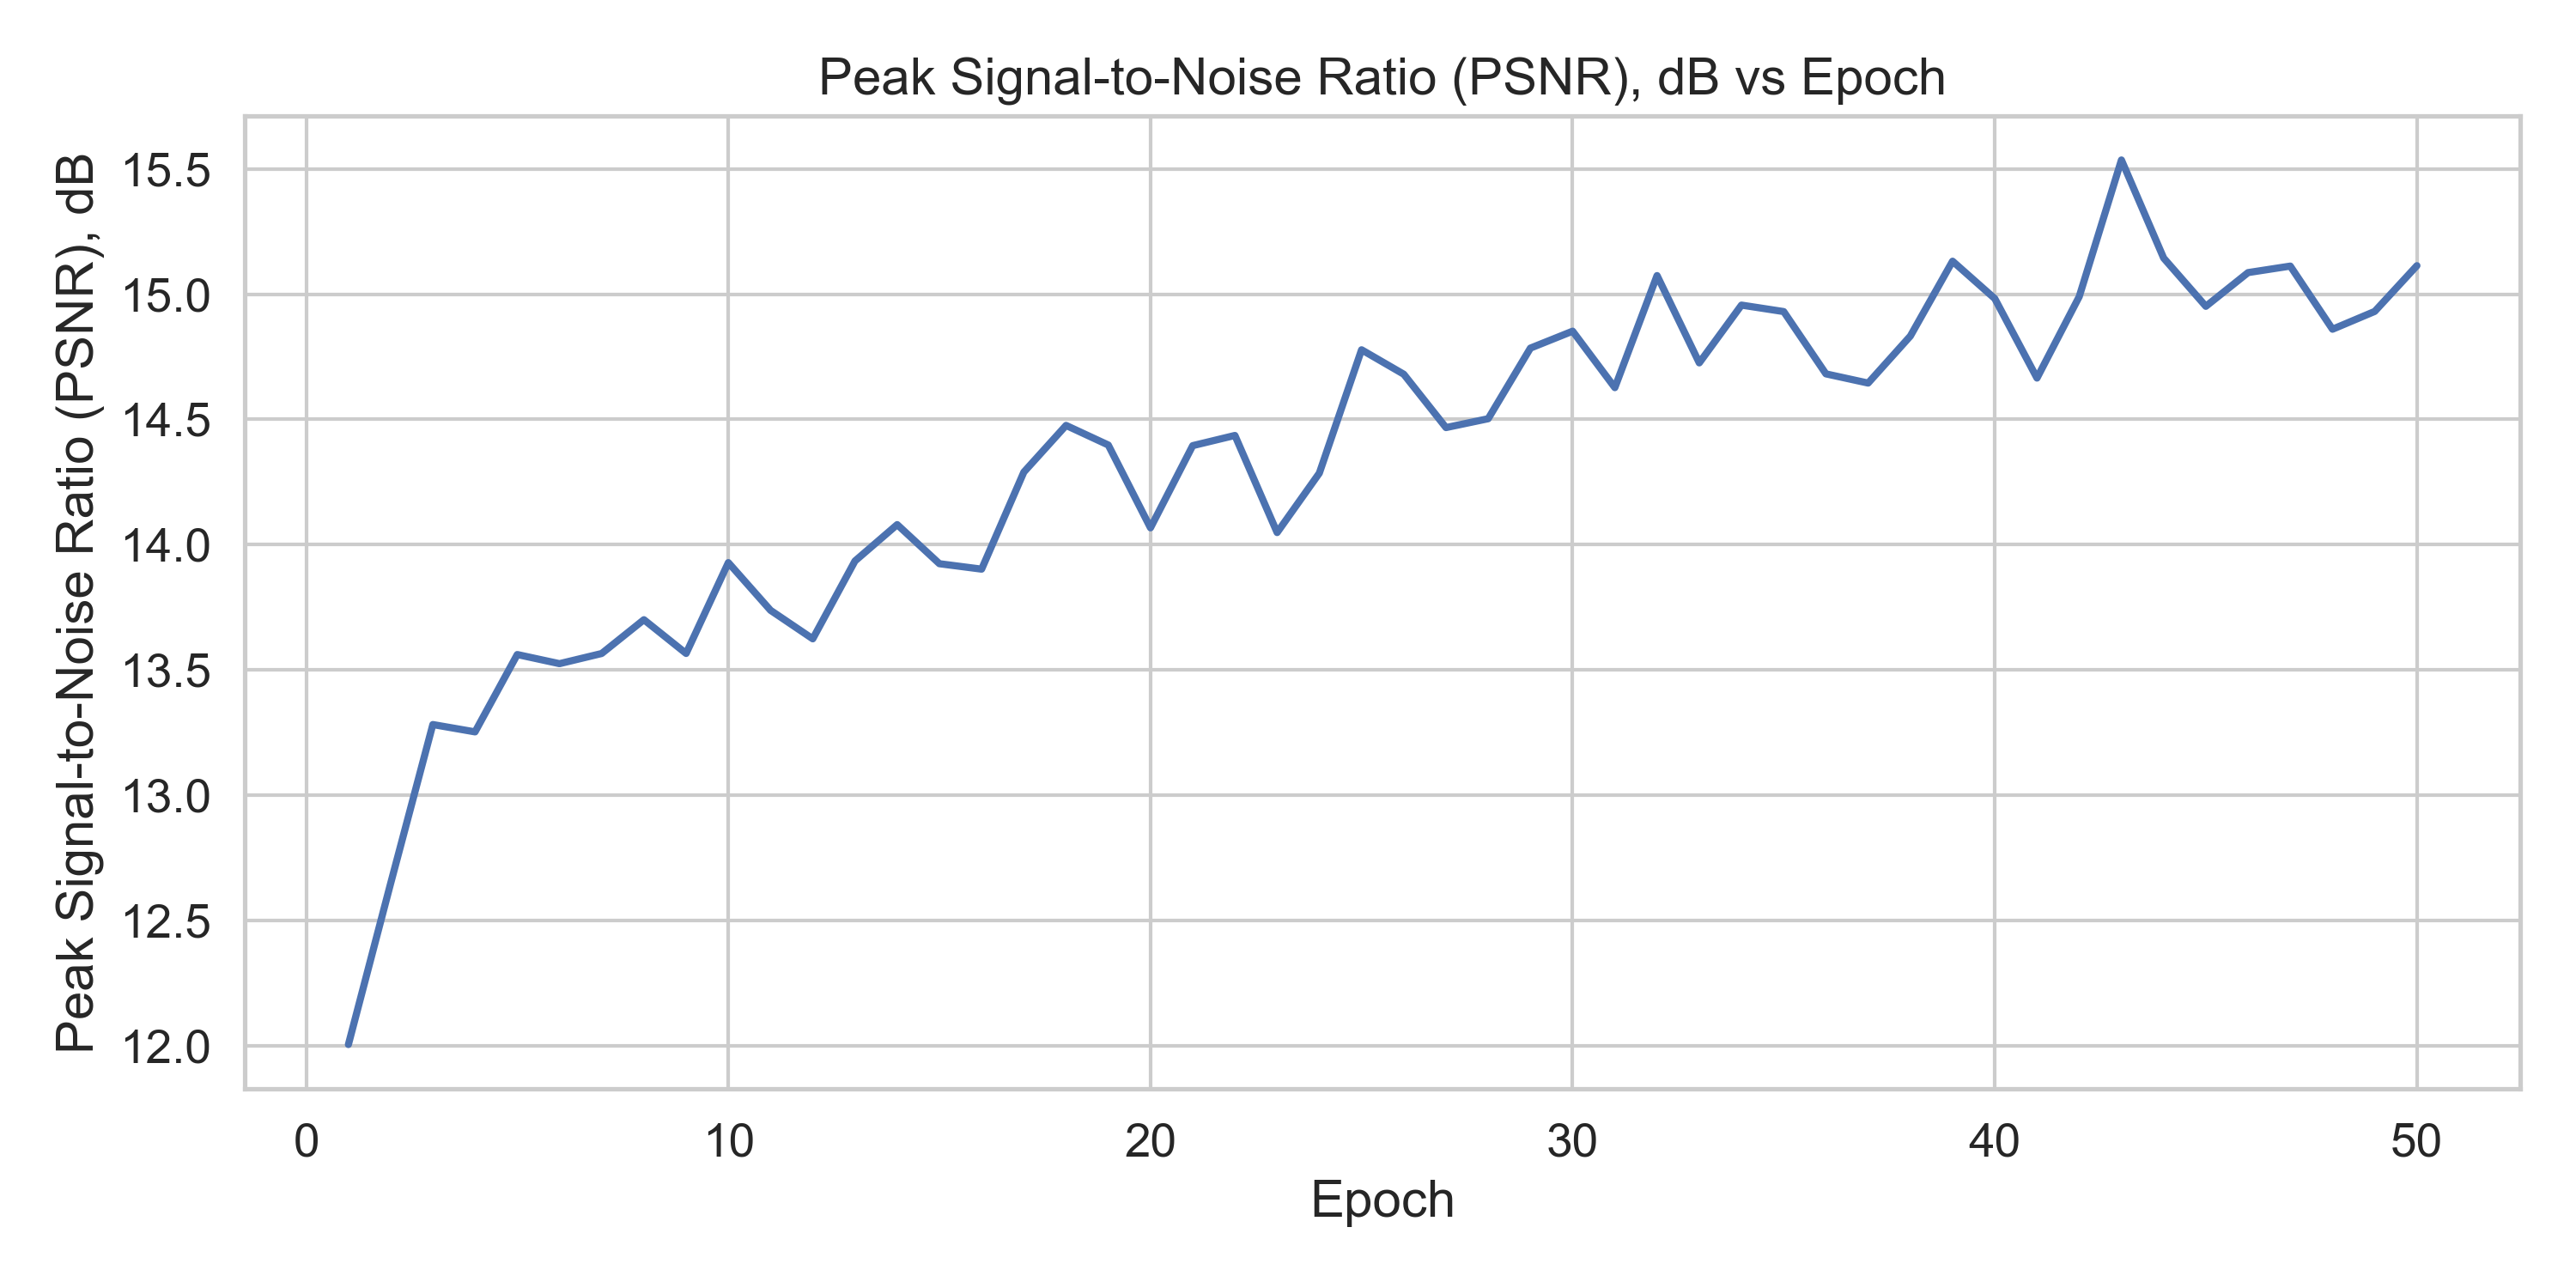 Peak Signal-to-Noise Ratio (PSNR), dB vs Epoch
Peak Signal-to-Noise Ratio (PSNR), dB
15.5
15.0
14.5
14.0
13.5
13.0
12.5
12.0
0 10 20 30 40 50
Epoch